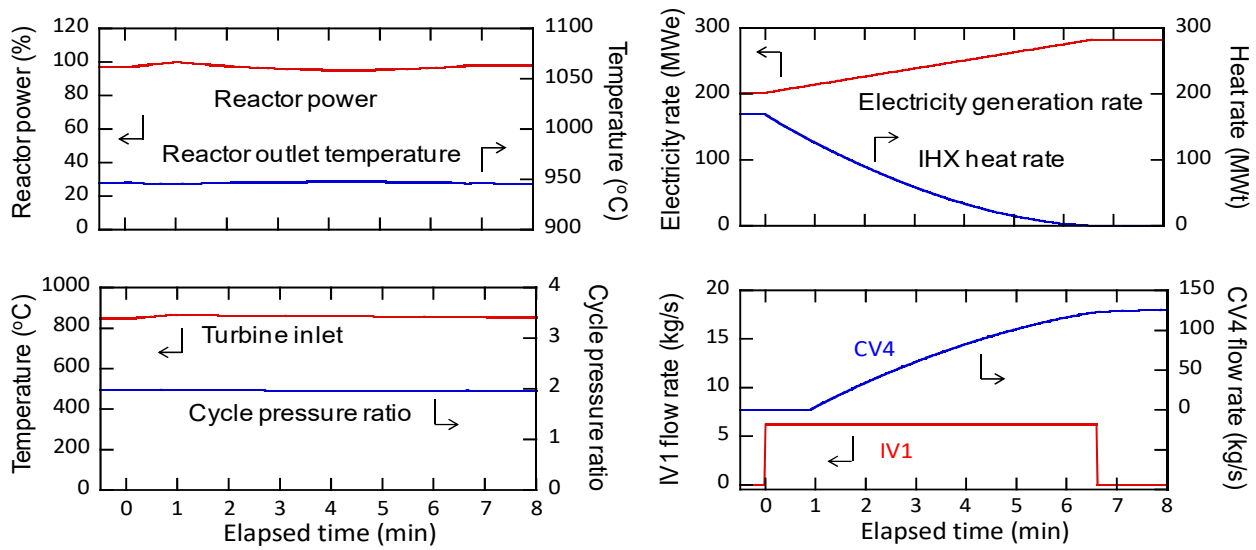 Reactor power (%)
120
100
80
60
40
20
0
Reactor power
Reactor outlet temperature
1100
1050
1000
950
900
Temperature (°C)
Electricity rate (MWe)
300
200
100
0
Electricity generation rate
IHX heat rate
300
200
100
0
Heat rate (MWt)
Temperature (°C)
1000
800
600
400
200
0
Turbine inlet
Cycle pressure ratio
4
3
2
1
0
Cycle pressure ratio
0 1 2 3 4 5 6 7 8
Elapsed time (min)
IV1 flow rate (kg/s)
20
15
10
5
0
CV4
IV1
150
100
50
0
CV4 flow rate (kg/s)
0 1 2 3 4 5 6 7 8
Elapsed time (min)